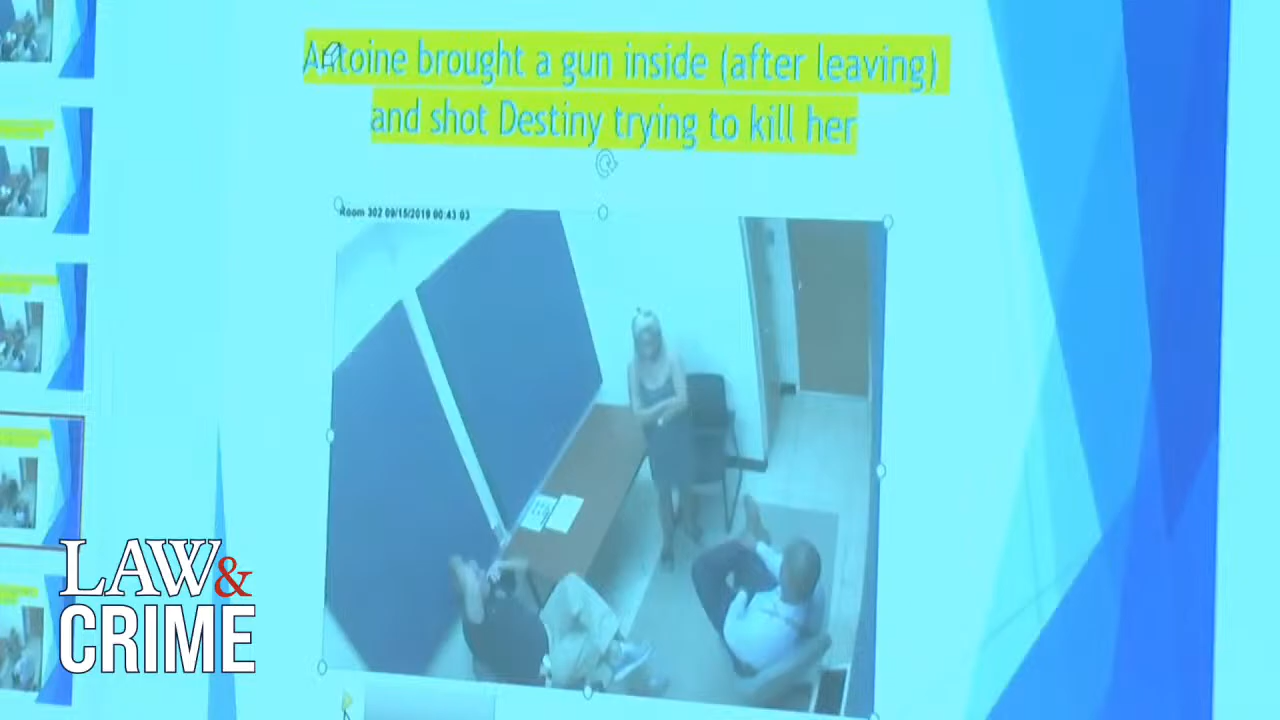 Antoine brought a gun inside (after leaving)
and shot Destiny trying to kill her
Room 302 09/15/2019 00:43:03
LAW&
CRIME